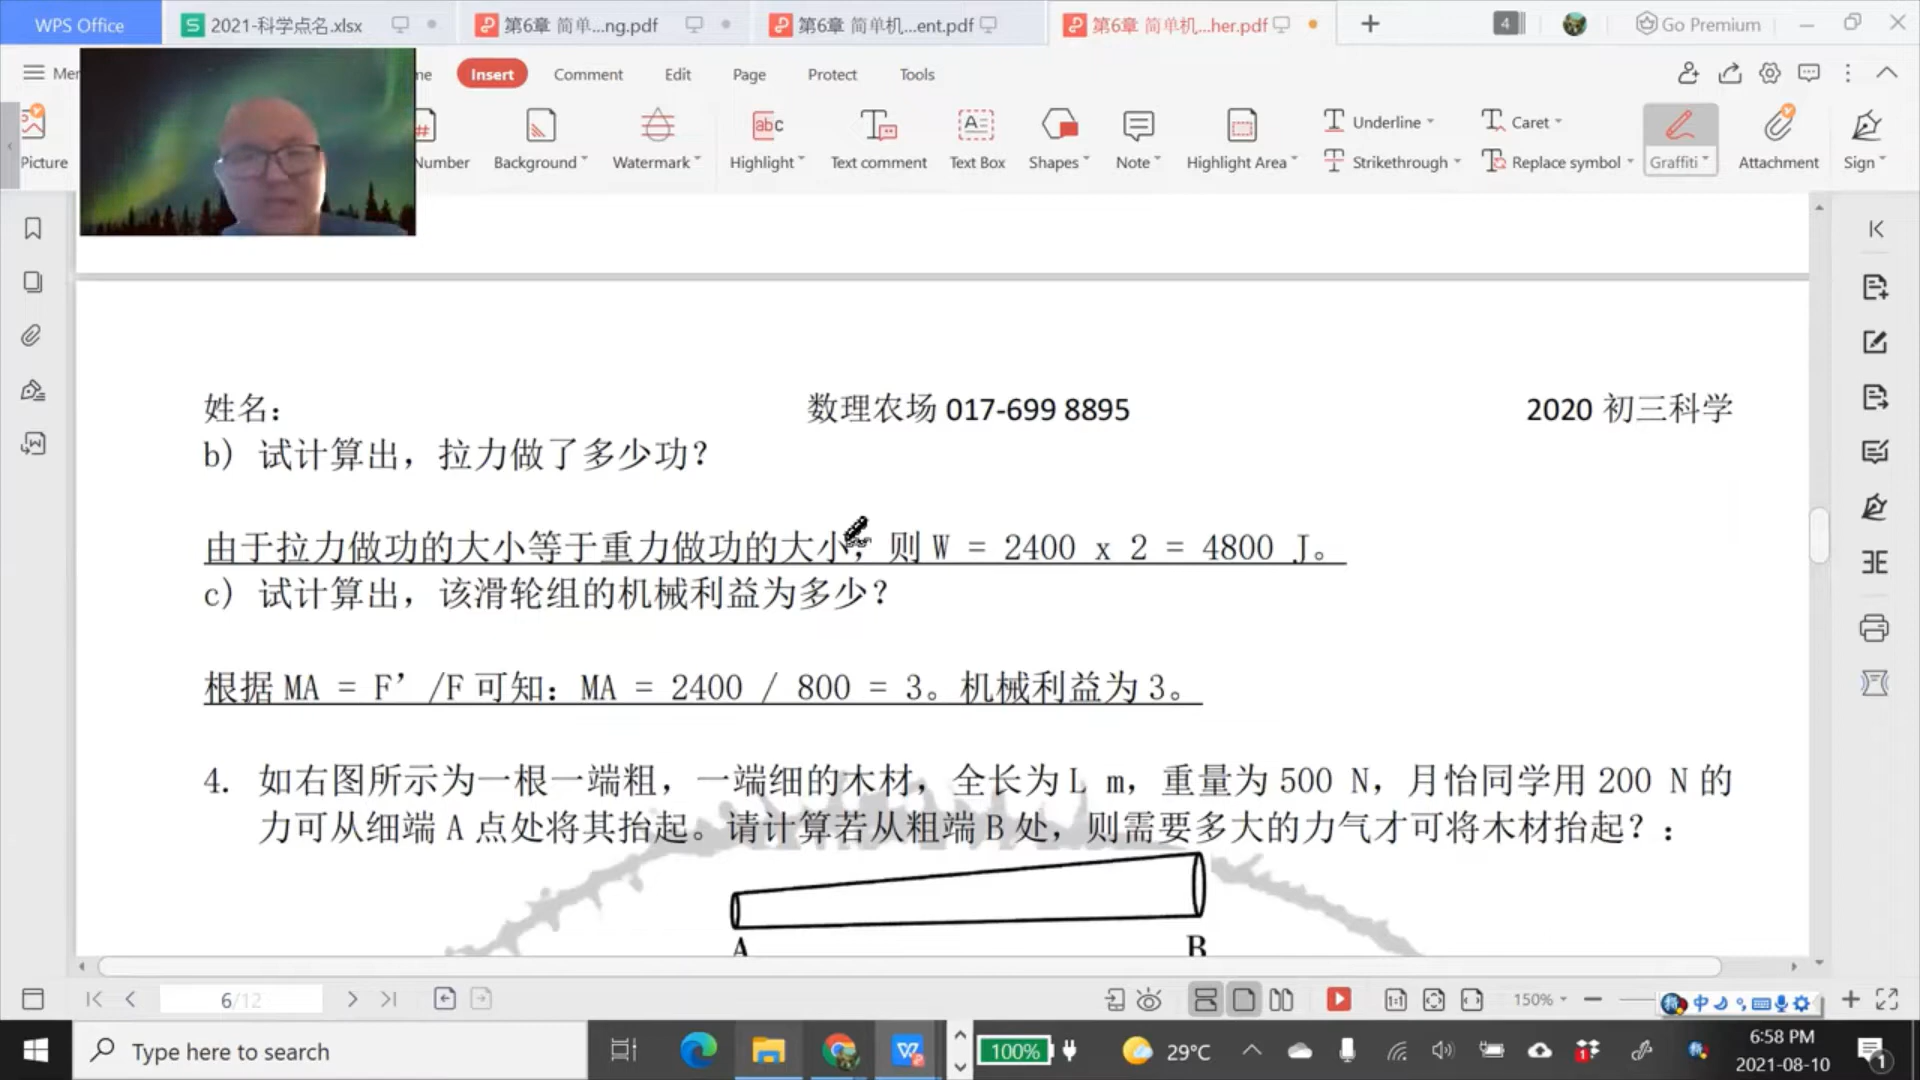 WPS Office
2021-科学点名.xlsx
第6章 简单...ng.pdf
第6章 简单机...ent.pdf
第6章 简单机...her.pdf
4
Go Premium
Insert
Comment
Edit
Page
Protect
Tools
Picture
Number
Background
Watermark
Highlight
Text comment
Text Box
Shapes
Note
Highlight Area
Underline
Strikethrough
Caret
Replace symbol
Graffiti
Attachment
Sign
姓名: 数理农场 017-699 8895 2020 初三科学
b) 试计算出，拉力做了多少功？
由于拉力做功的大小等于重力做功的大小，则 W = 2400 x 2 = 4800 J。
c) 试计算出，该滑轮组的机械利益为多少？
根据 MA = F’ /F 可知：MA = 2400 / 800 = 3。机械利益为 3。
4. 如右图所示为一根一端粗，一端细的木材，全长为 L m，重量为 500 N，月怡同学用 200 N 的
力可从细端 A 点处将其抬起。请计算若从粗端 B 处，则需要多大的力气才可将木材抬起？：
A B
6/12
150%
中
Type here to search
100%
29°C
6:58 PM
2021-08-10
1